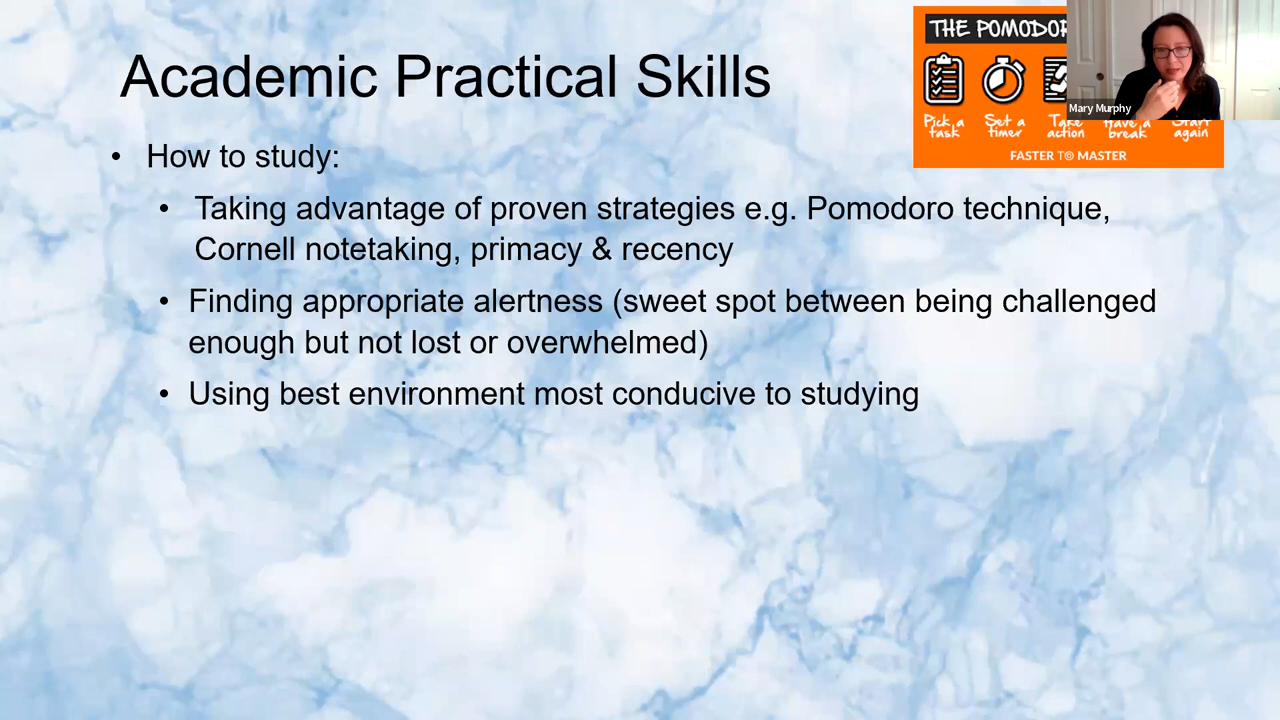 Academic Practical Skills
THE POMODOR
Mary Murphy
Pick a task
Set a timer
Take action
Have a break
Start again
FASTER TO MASTER
• How to study:
• Taking advantage of proven strategies e.g. Pomodoro technique,
Cornell notetaking, primacy & recency
• Finding appropriate alertness (sweet spot between being challenged
enough but not lost or overwhelmed)
• Using best environment most conducive to studying